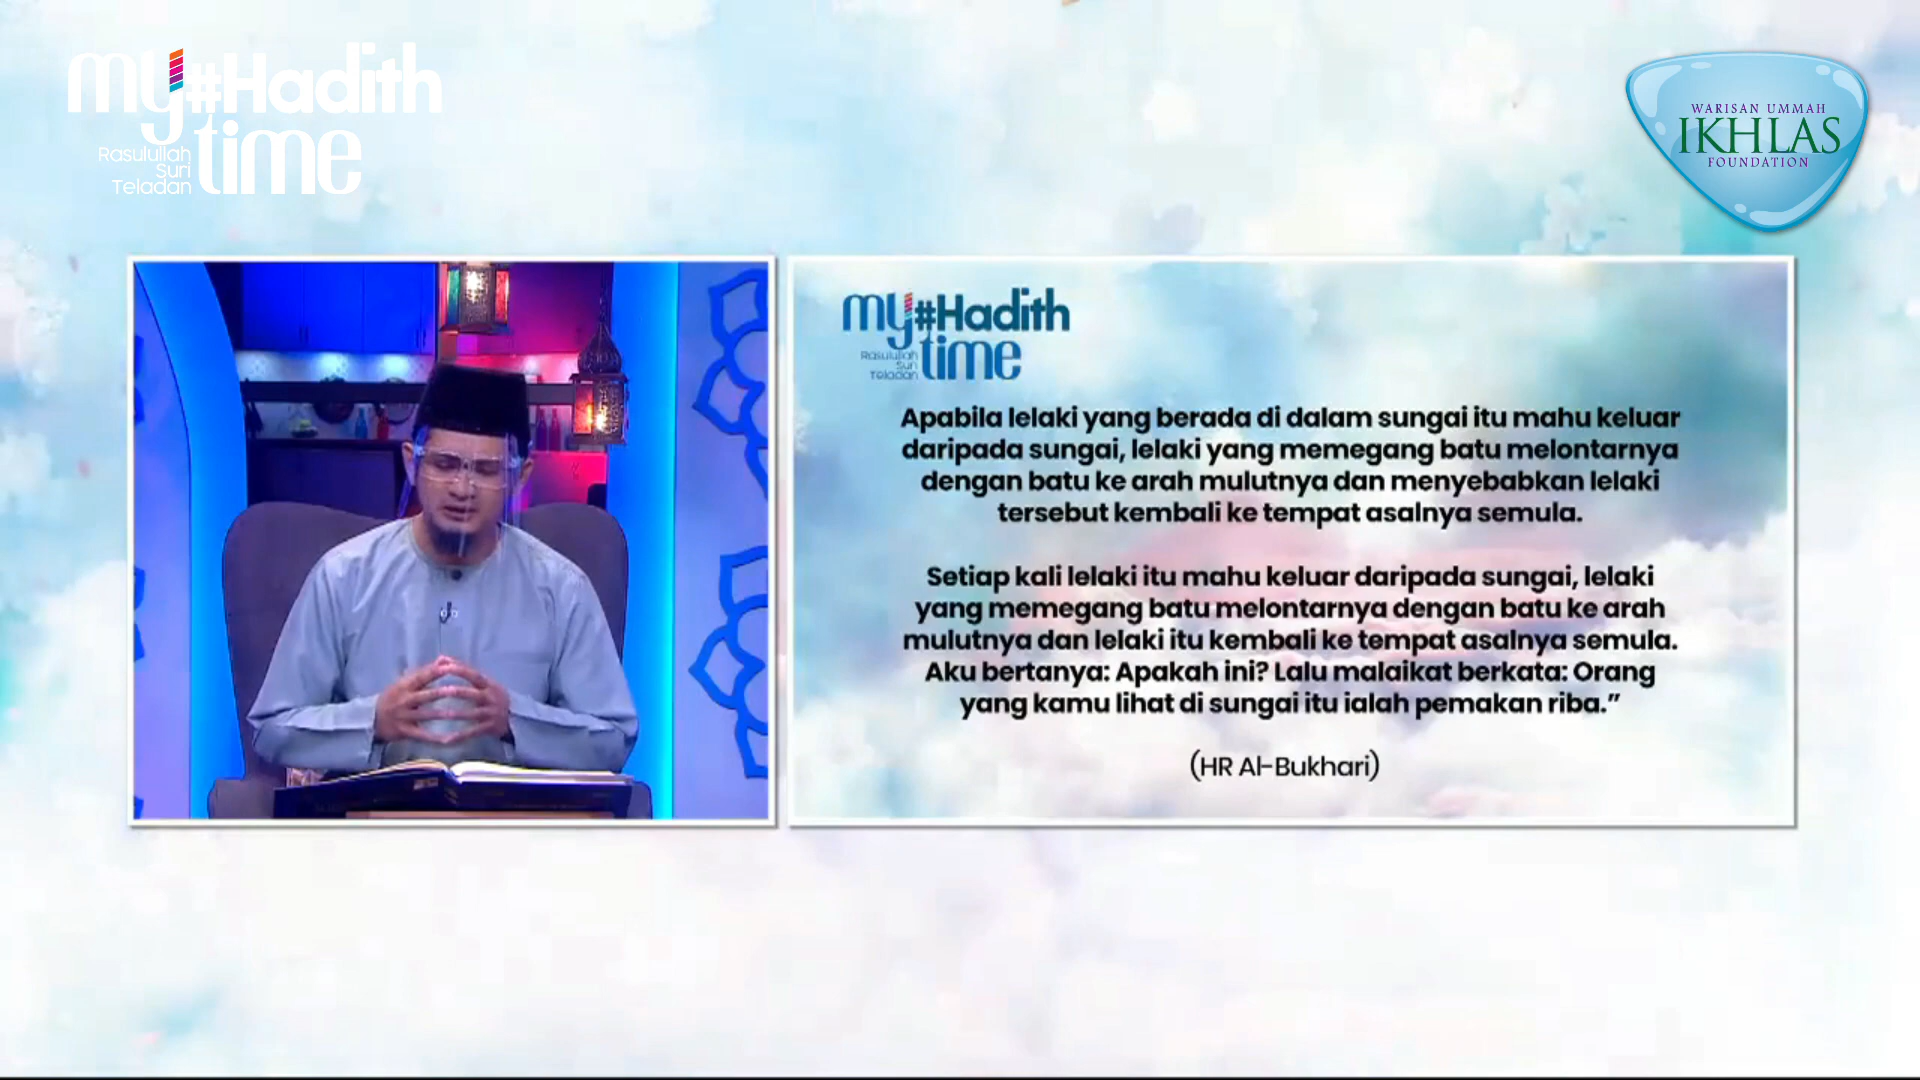 my#Hadith
time
Rasulullah
Suri
Teladan
WARISAN UMMAH
IKHLAS
FOUNDATION
my#Hadith
time
Rasulullah
Suri
Teladan
Apabila lelaki yang berada di dalam sungai itu mahu keluar
daripada sungai, lelaki yang memegang batu melontarnya
dengan batu ke arah mulutnya dan menyebabkan lelaki
tersebut kembali ke tempat asalnya semula.
Setiap kali lelaki itu mahu keluar daripada sungai, lelaki
yang memegang batu melontarnya dengan batu ke arah
mulutnya dan lelaki itu kembali ke tempat asalnya semula.
Aku bertanya: Apakah ini? Lalu malaikat berkata: Orang
yang kamu lihat di sungai itu ialah pemakan riba.”
(HR Al-Bukhari)